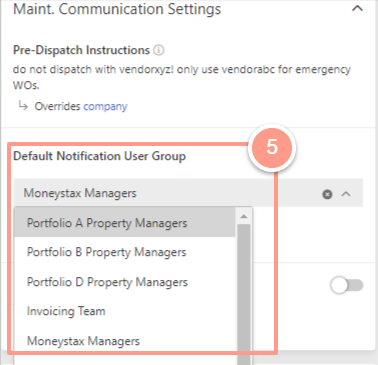 Maint. Communication Settings
Pre-Dispatch Instructions
do not dispatch with vendorxyz! only use vendorabc for emergency
WOs.
Overrides company
5
Default Notification User Group
Moneystax Managers
Portfolio A Property Managers
Portfolio B Property Managers
Portfolio D Property Managers
Invoicing Team
Moneystax Managers